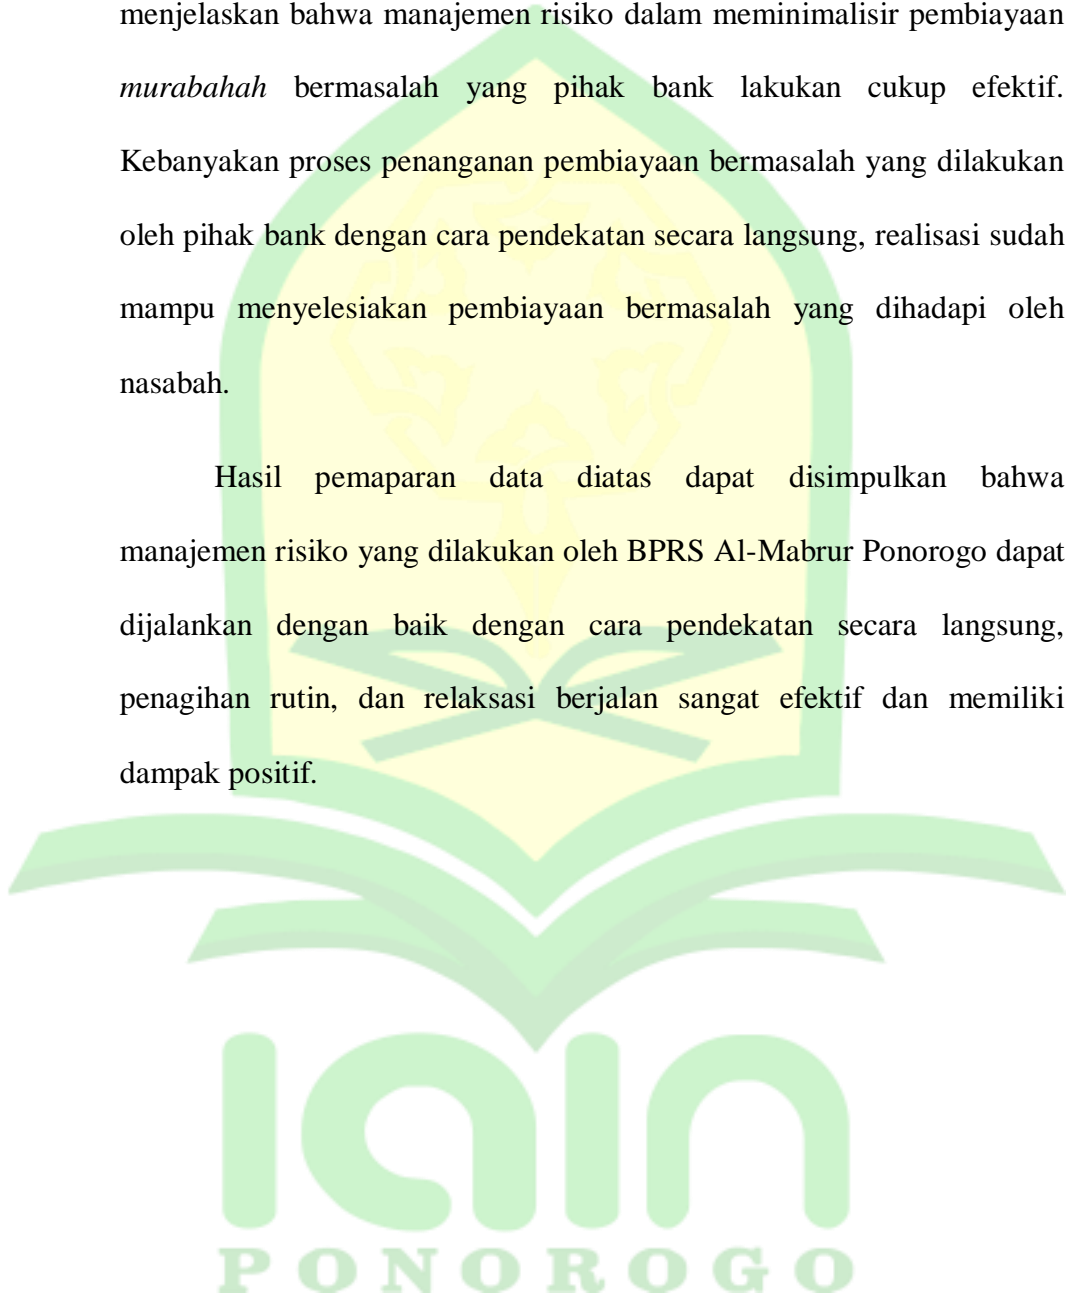 menjelaskan bahwa manajemen risiko dalam meminimalisir pembiayaan
murabahah bermasalah yang pihak bank lakukan cukup efektif.
Kebanyakan proses penanganan pembiayaan bermasalah yang dilakukan
oleh pihak bank dengan cara pendekatan secara langsung, realisasi sudah
mampu menyelesiakan pembiayaan bermasalah yang dihadapi oleh
nasabah.
Hasil pemaparan data diatas dapat disimpulkan bahwa
manajemen risiko yang dilakukan oleh BPRS Al-Mabrur Ponorogo dapat
dijalankan dengan baik dengan cara pendekatan secara langsung,
penagihan rutin, dan relaksasi berjalan sangat efektif dan memiliki
dampak positif.
iain
PONOROGO